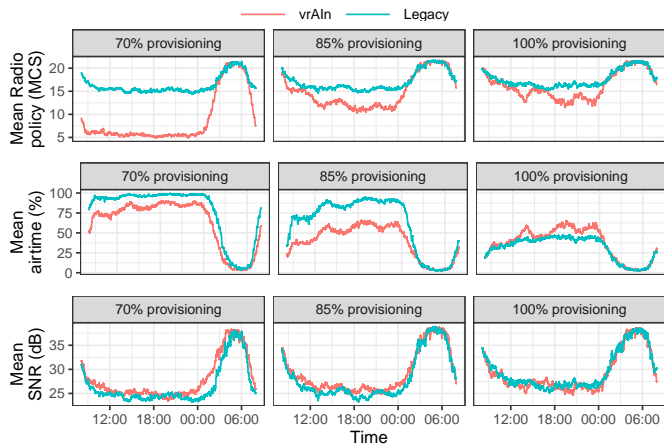 vrAIn Legacy
70% provisioning 85% provisioning 100% provisioning
Mean Radio
policy (MCS)
20
15
10
5
70% provisioning 85% provisioning 100% provisioning
Mean
airtime (%)
100
75
50
25
0
70% provisioning 85% provisioning 100% provisioning
Mean
SNR (dB)
35
30
25
12:00 18:00 00:00 06:00 12:00 18:00 00:00 06:00 12:00 18:00 00:00 06:00
Time